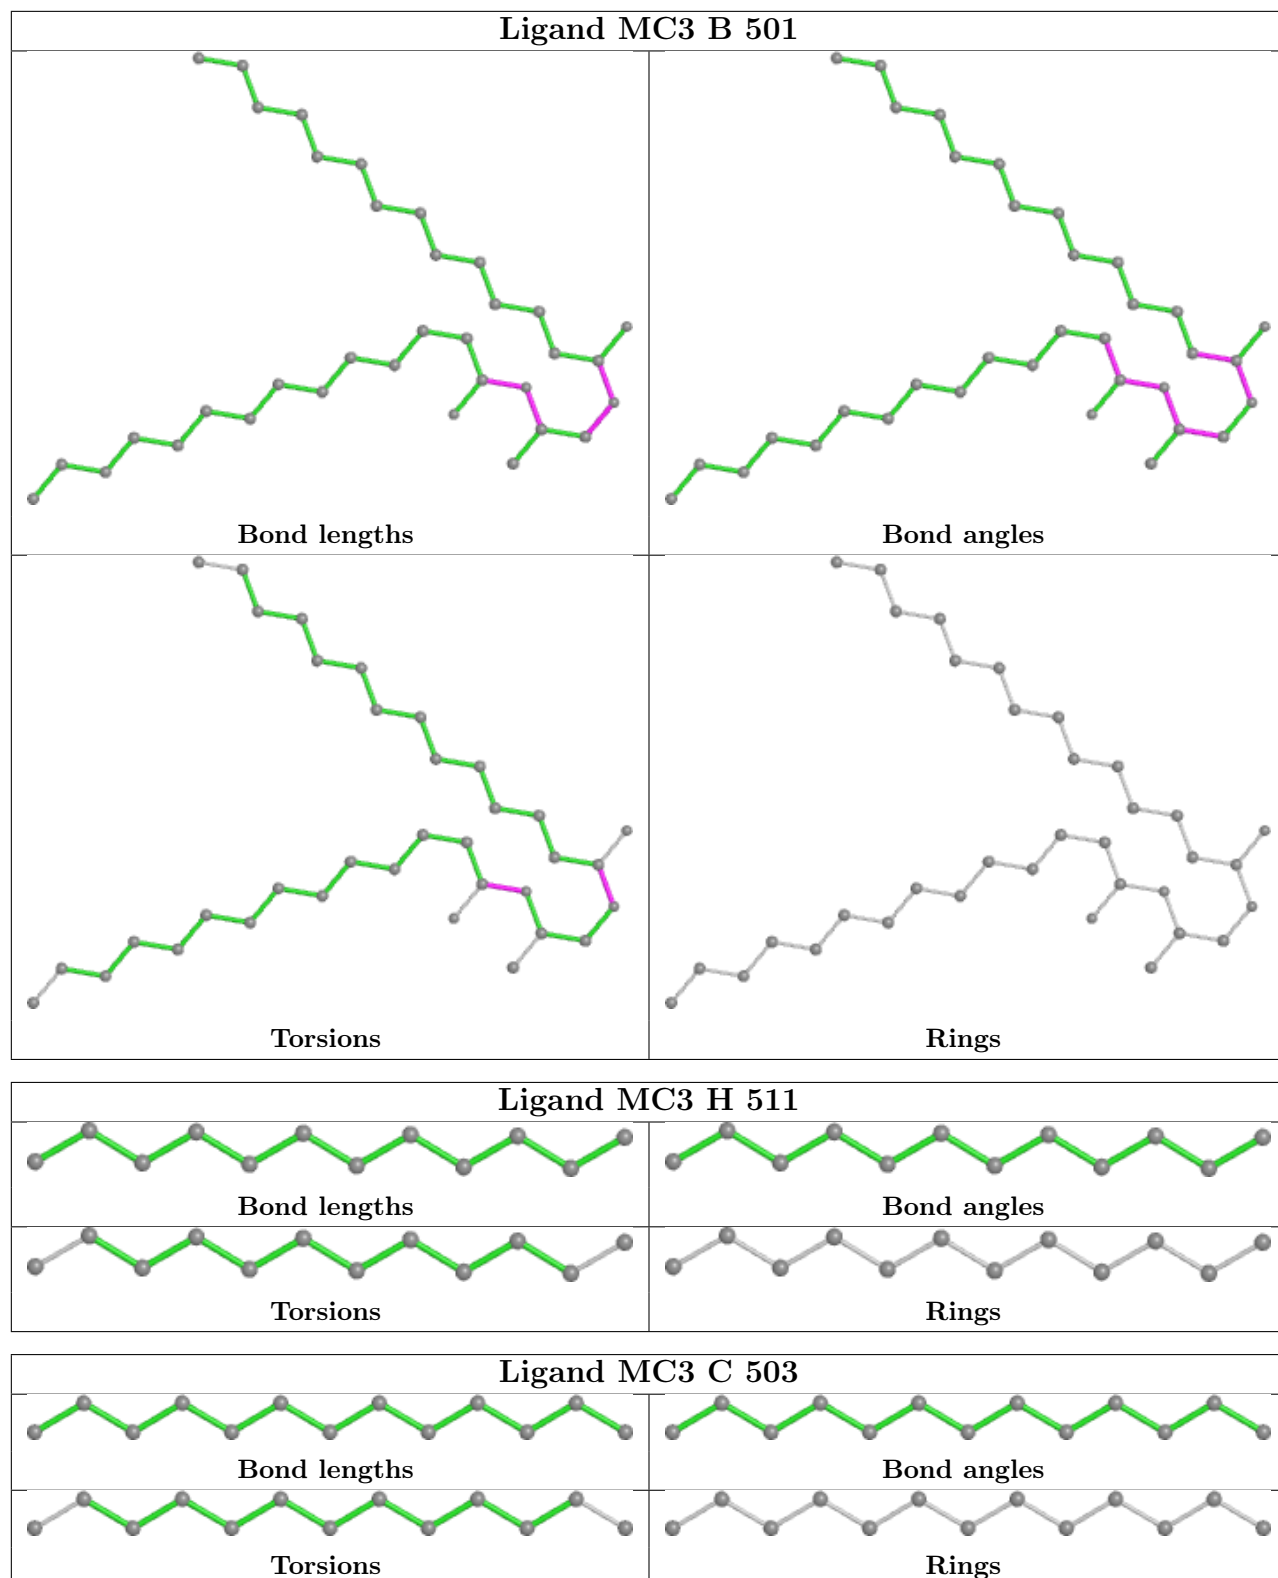 Ligand MC3 B 501
Bond lengths
Bond angles
Torsions
Rings
Ligand MC3 H 511
Bond lengths
Bond angles
Torsions
Rings
Ligand MC3 C 503
Bond lengths
Bond angles
Torsions
Rings